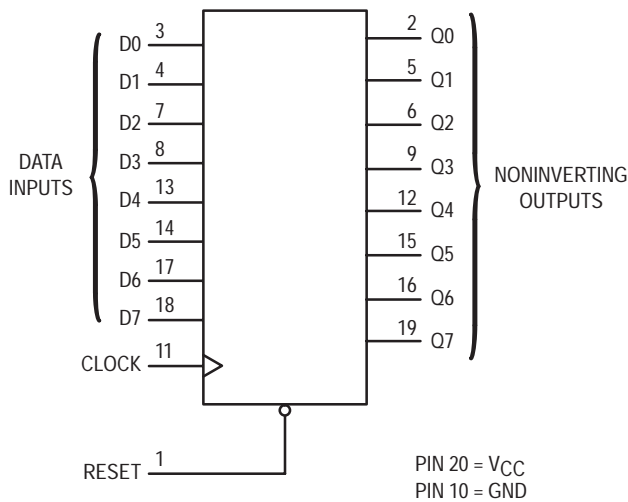 D0 3
D1 4
D2 7
D3 8
D4 13
D5 14
D6 17
D7 18
DATA
INPUTS
CLOCK 11
RESET 1
2 Q0
5 Q1
6 Q2
9 Q3
12 Q4
15 Q5
16 Q6
19 Q7
NONINVERTING
OUTPUTS
PIN 20 = VCC
PIN 10 = GND